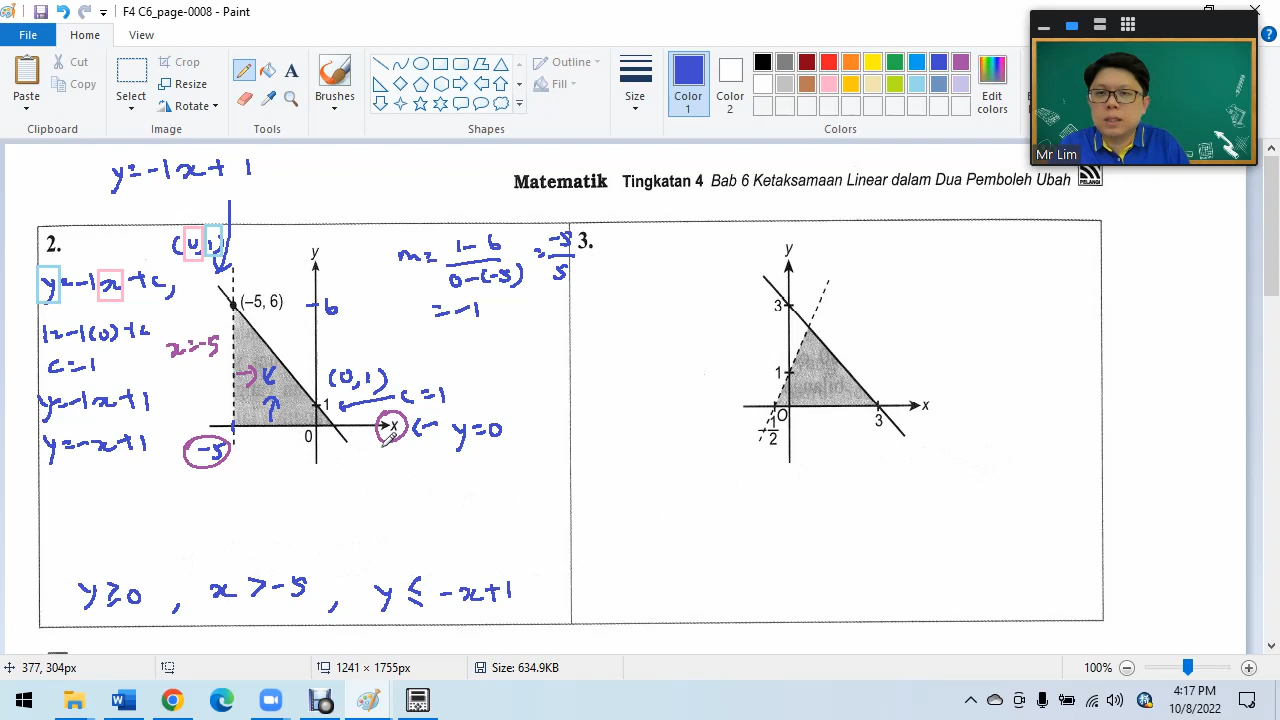 F4 C6_page-0008 - Paint
File Home View
Paste Cut Copy Clipboard
Select Crop Resize Rotate Image
Tools
Brushes
Shapes
Outline Fill
Size
Color 1 Color 2 Edit colors Colors
Mr Lim
y=-1x+1
Matematik Tingkatan 4 Bab 6 Ketaksamaan Linear dalam Dua Pemboleh Ubah
PELANGI
2.
(0,1)
y=-1x+c,
1=-1(0)+c
c=1
y=-1x+1
y=-x+1
x=-5
-5
(-5, 6)
y
6
(0,1)
1
c=1
0
x
y=0
m= 1-6 / 0-(-5) = -5/5
= -1
y≥0 , x>-5 , y≤-x+1
3.
y
3
1
O
-1/2
3
x
377, 304px
1241 × 1755px
Size: 634.9KB
100%
4:17 PM
10/8/2022